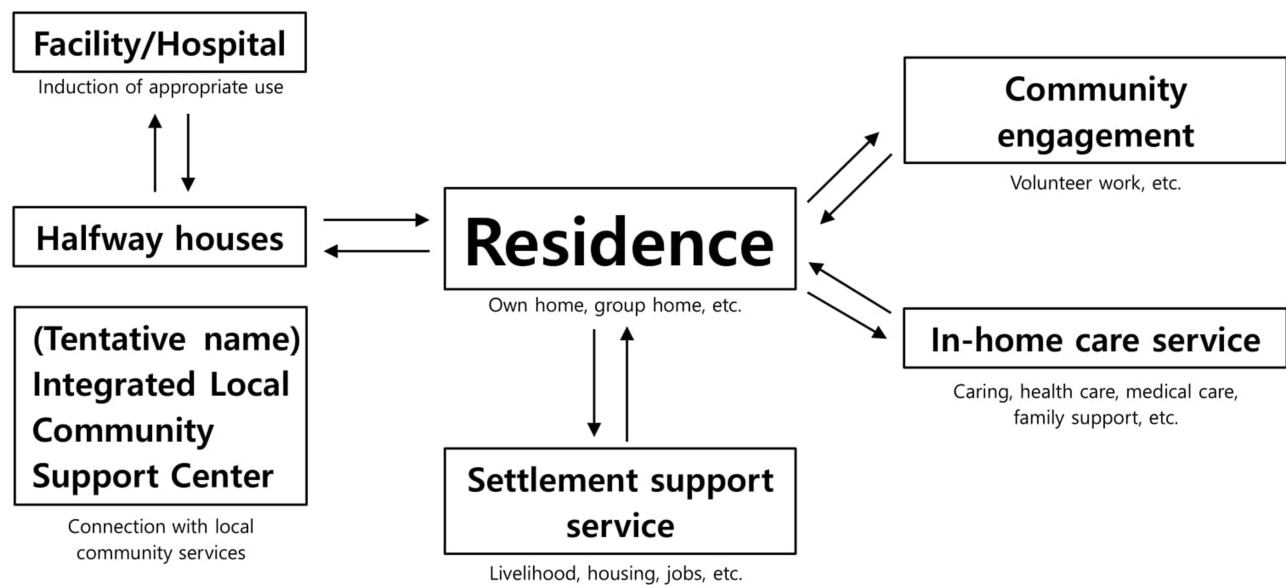 Facility/Hospital
Induction of appropriate use
Halfway houses
(Tentative name)
Integrated Local
Community
Support Center
Connection with local
community services
Residence
Own home, group home, etc.
Settlement support
service
Livelihood, housing, jobs, etc.
Community
engagement
Volunteer work, etc.
In-home care service
Caring, health care, medical care,
family support, etc.